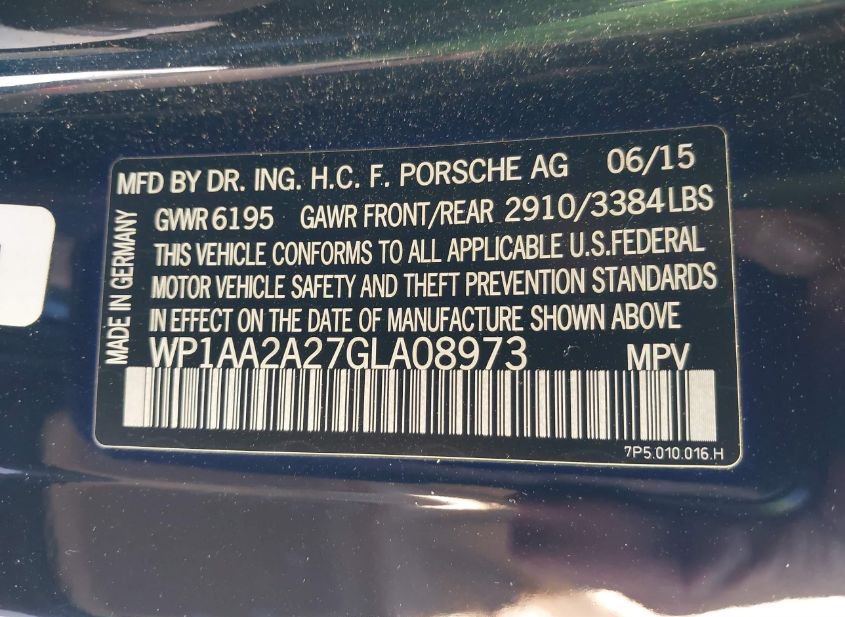 MFD BY DR. ING. H.C. F. PORSCHE AG 06/15
GVWR 6195 GAWR FRONT/REAR 2910/3384 LBS
THIS VEHICLE CONFORMS TO ALL APPLICABLE U.S.FEDERAL
MOTOR VEHICLE SAFETY AND THEFT PREVENTION STANDARDS
IN EFFECT ON THE DATE OF MANUFACTURE SHOWN ABOVE
WP1AA2A27GLA08973 MPV
7P5.010.016.H
MADE IN GERMANY